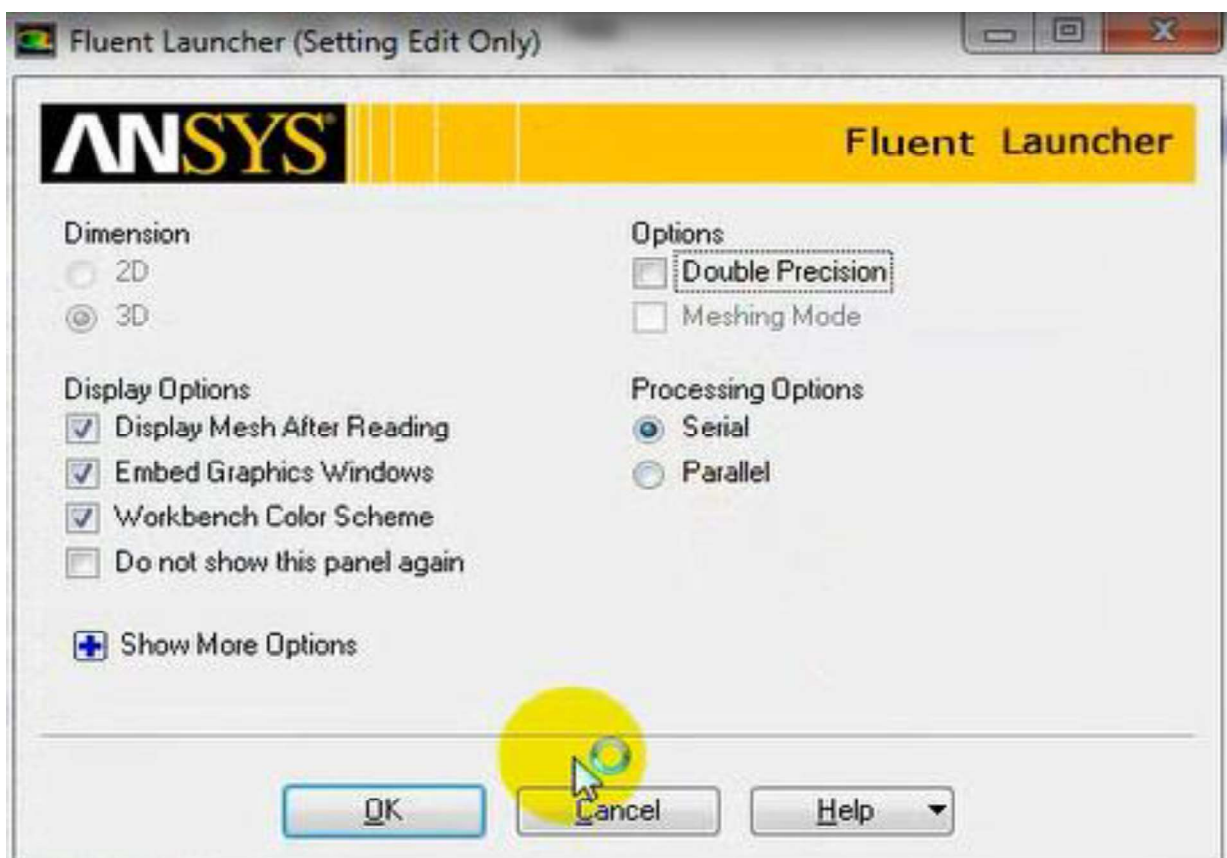 Fluent Launcher (Setting Edit Only)
ANSYS
Fluent Launcher
Dimension
2D
3D
Options
Double Precision
Meshing Mode
Display Options
Display Mesh After Reading
Embed Graphics Windows
Workbench Color Scheme
Do not show this panel again
Processing Options
Serial
Parallel
Show More Options
OK
Cancel
Help